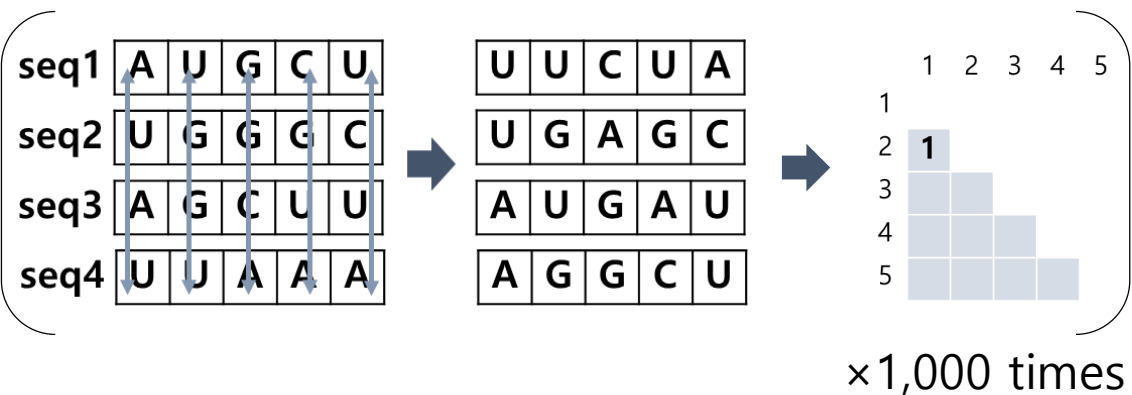 seq1 A U G C U
seq2 U G G G C
seq3 A G C U U
seq4 U U A A A
U U C U A
U G A G C
A U G A U
A G G C U
1 2 3 4 5
1
2 1
3
4
5
×1,000 times